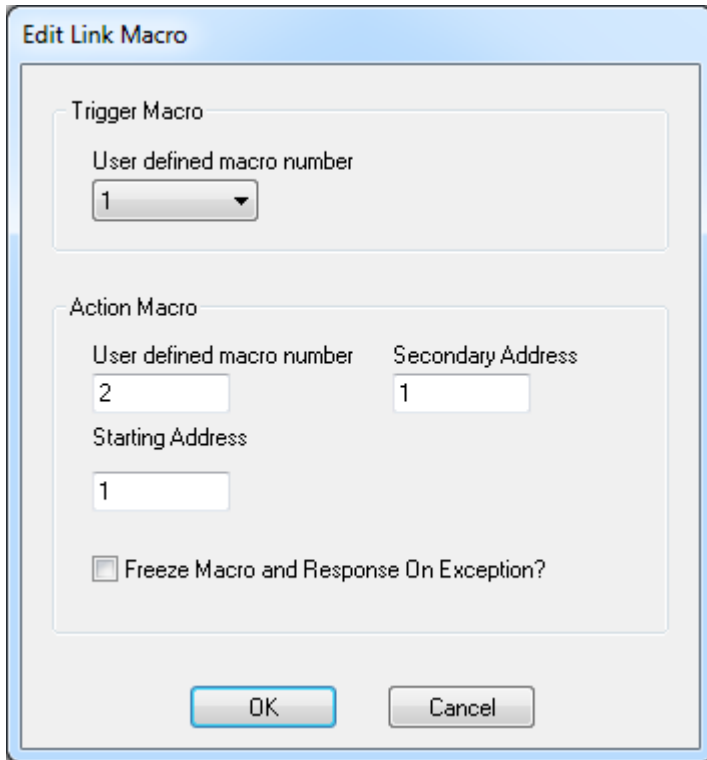 Edit Link Macro
Trigger Macro
User defined macro number
1
Action Macro
User defined macro number Secondary Address
2 1
Starting Address
1
Freeze Macro and Response On Exception?
OK Cancel